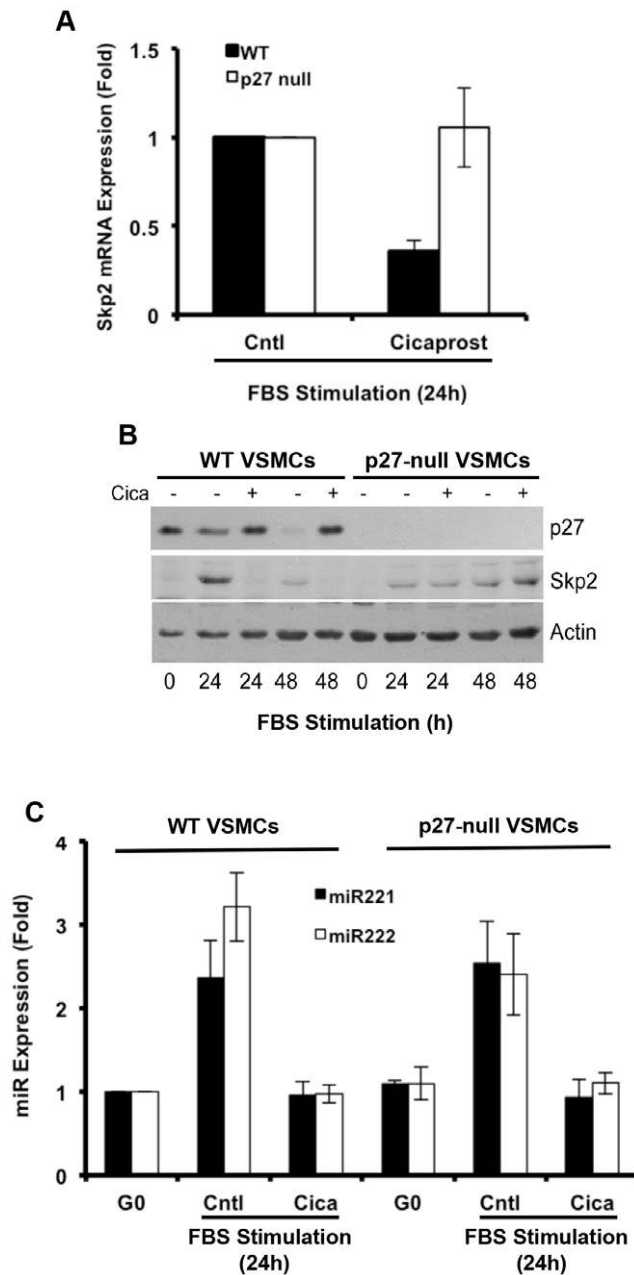 A
Skp2 mRNA Expression (Fold)
1.5
1
0.5
0
WT
p27 null
Cntl Cicaprost
FBS Stimulation (24h)
B
WT VSMCs p27-null VSMCs
Cica - - + - + - - + - +
p27
Skp2
Actin
0 24 24 48 48 0 24 24 48 48
FBS Stimulation (h)
C
miR Expression (Fold)
4
3
2
1
0
WT VSMCs p27-null VSMCs
miR221
miR222
G0 Cntl Cica G0 Cntl Cica
FBS Stimulation FBS Stimulation
(24h) (24h)